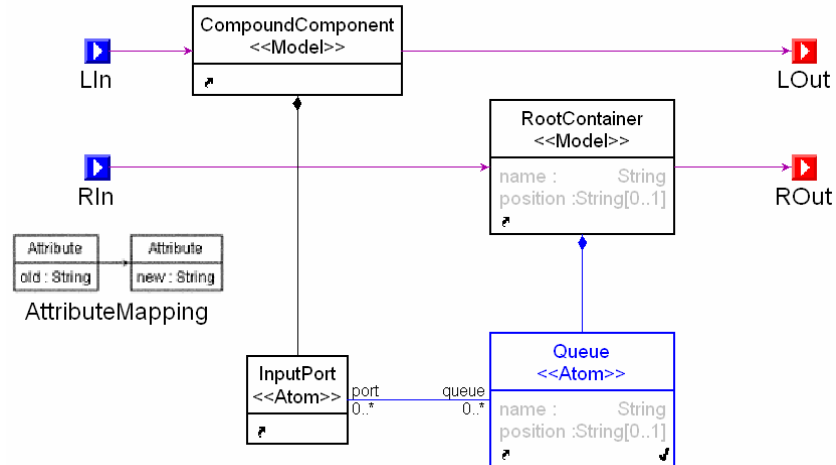 CompoundComponent
<<Model>>
LIn
LOut
RootContainer
<<Model>>
name : String
position :String[0..1]
RIn
ROut
Attribute
old : String
Attribute
new : String
AttributeMapping
InputPort
<<Atom>>
port
0..*
queue
0..*
Queue
<<Atom>>
name : String
position :String[0..1]